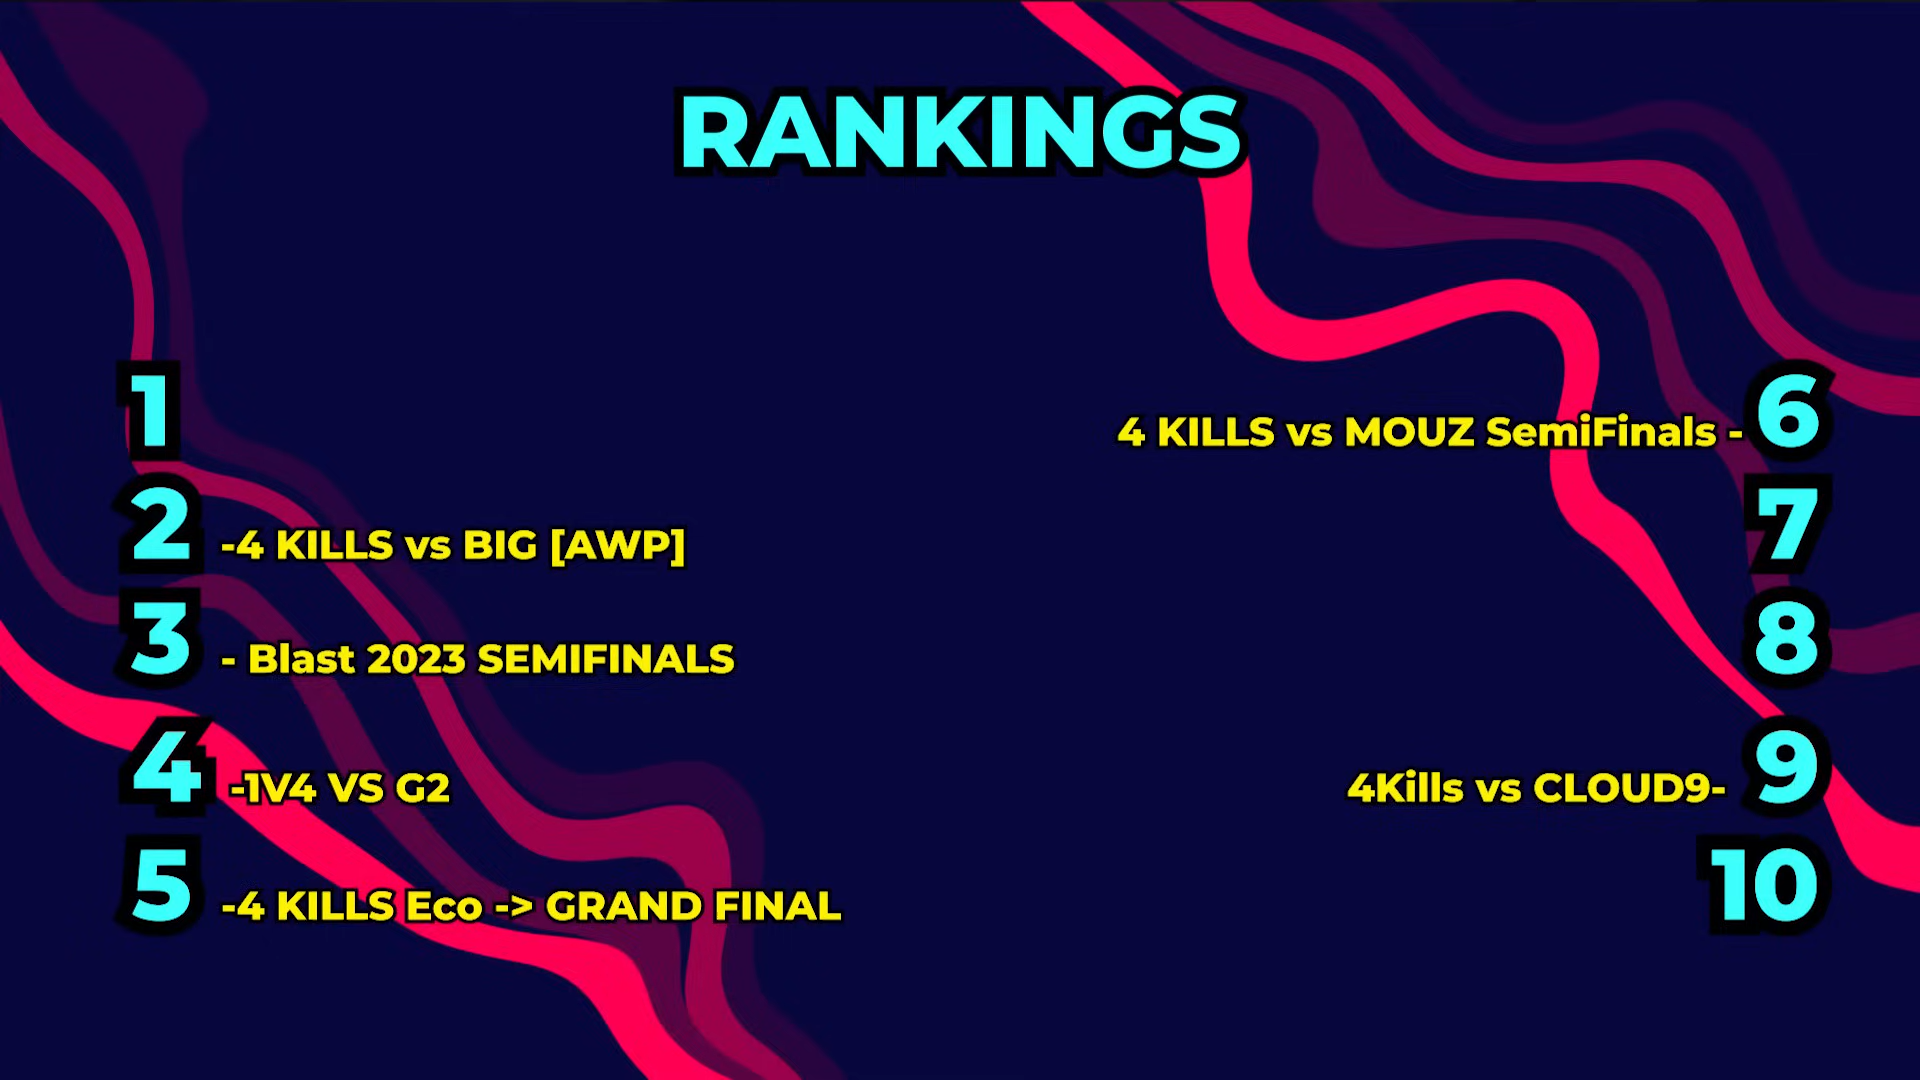 RANKINGS
1
2 -4 KILLS vs BIG [AWP]
3 - Blast 2023 SEMIFINALS
4 -1V4 VS G2
5 -4 KILLS Eco -> GRAND FINAL
4 KILLS vs MOUZ SemiFinals - 6
7
8
4Kills vs CLOUD9- 9
10